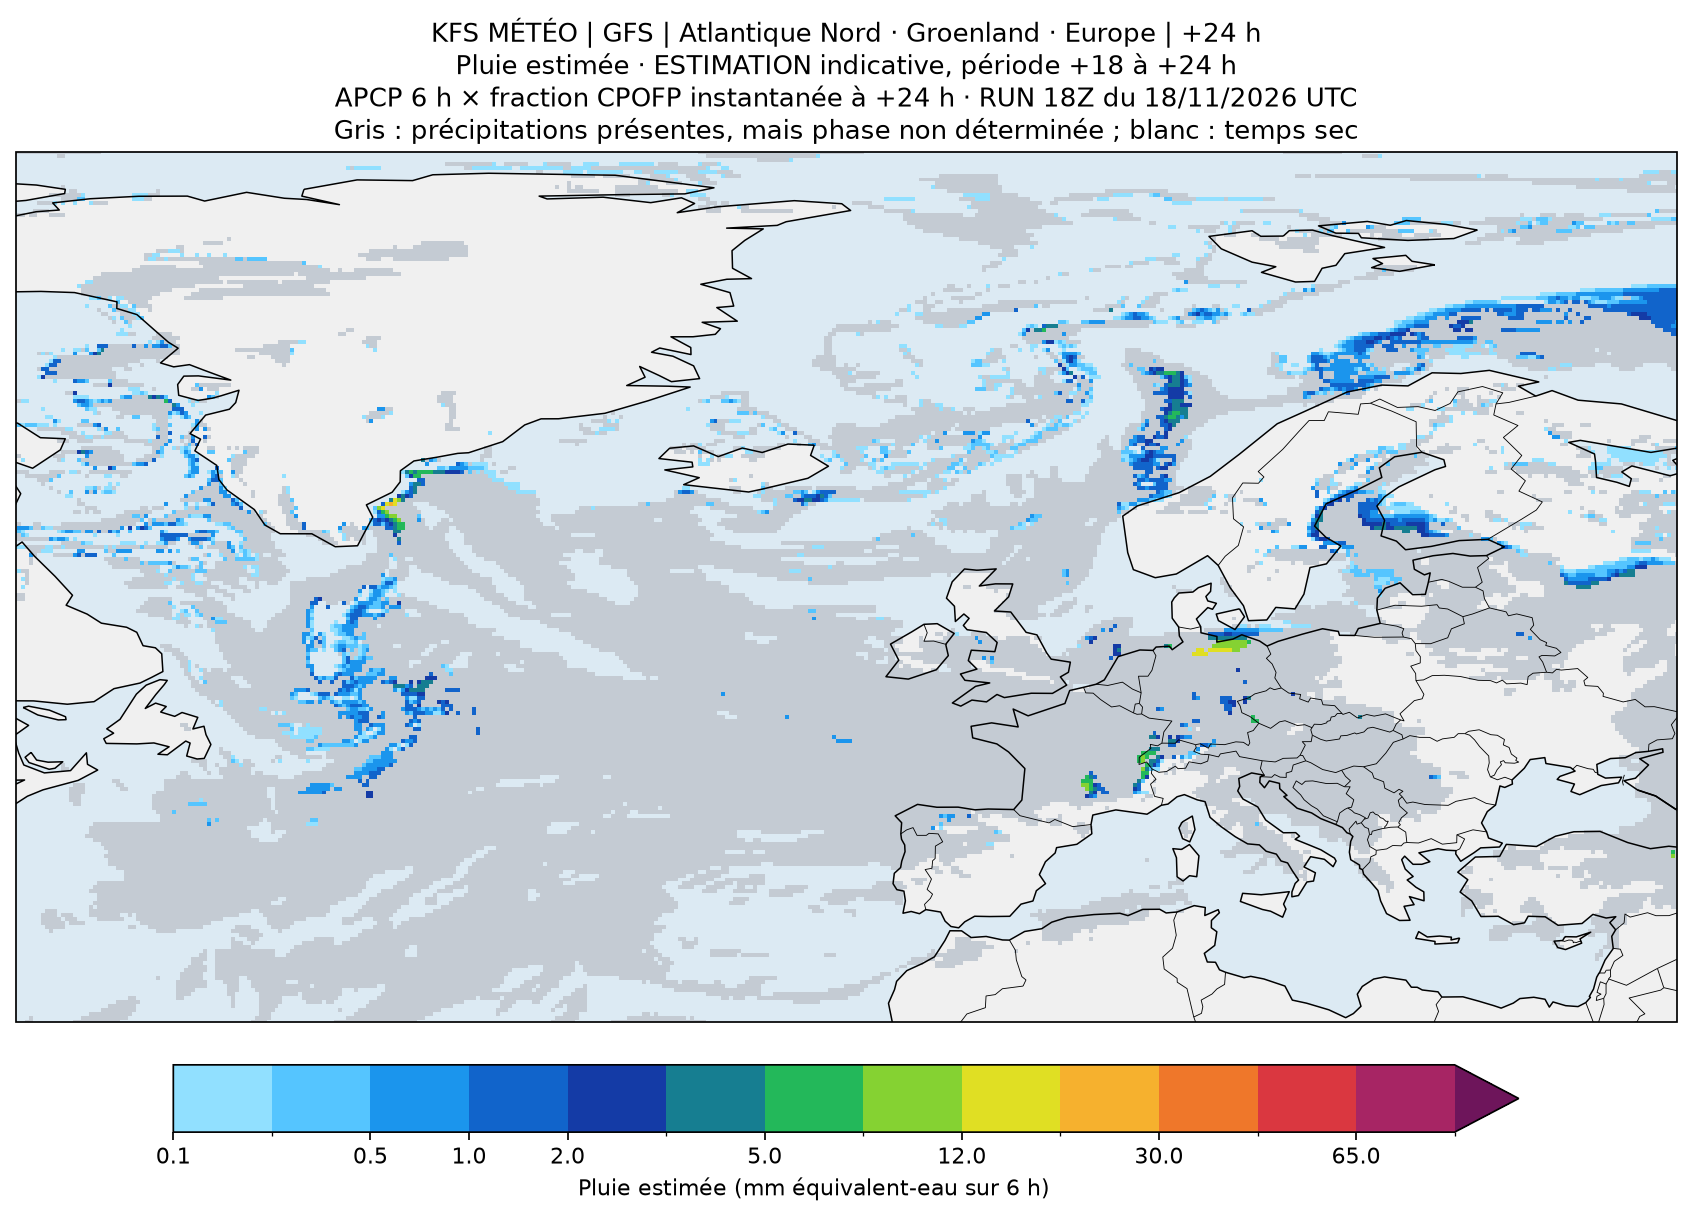 KFS MÉTÉO | GFS | Atlantique Nord · Groenland · Europe | +24 h
Pluie estimée · ESTIMATION indicative, période +18 à +24 h
APCP 6 h × fraction CPOFP instantanée à +24 h · RUN 18Z du 18/11/2026 UTC
Gris : précipitations présentes, mais phase non déterminée ; blanc : temps sec
0.1 0.5 1.0 2.0 5.0 12.0 30.0 65.0
Pluie estimée (mm équivalent-eau sur 6 h)